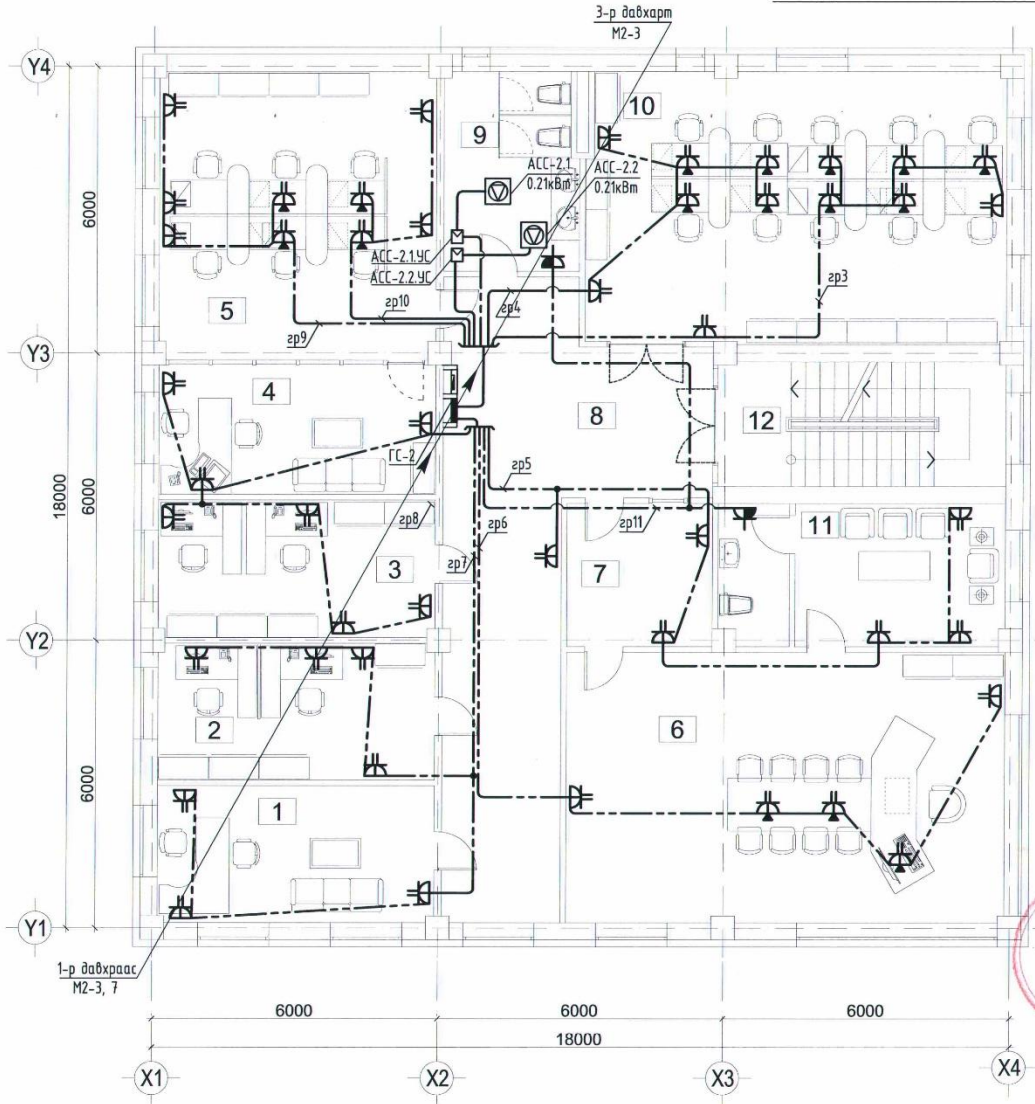 3-р давхарт
М2-3
Y4
9
10
АСС-2.1
0.21кВт
АСС-2.2
0.21кВт
АСС-2.1.УС
АСС-2.2.УС
6000
5
гр10
гр9
гр4
гр3
Y3
4
8
12
ГС-2
18000
6000
гр5
гр8
гр6
гр11
11
гр7
3
7
Y2
2
6
6000
1
Y1
1-р давхраас
М2-3, 7
6000
6000
6000
18000
X1
X2
X3
X4